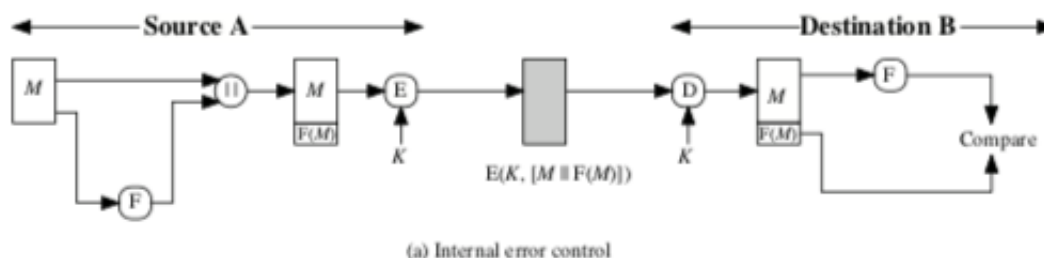 Source A
Destination B
M
||
M
F(M)
E
K
F
E(K, [M || F(M)])
D
K
M
F(M)
F
Compare
(a) Internal error control